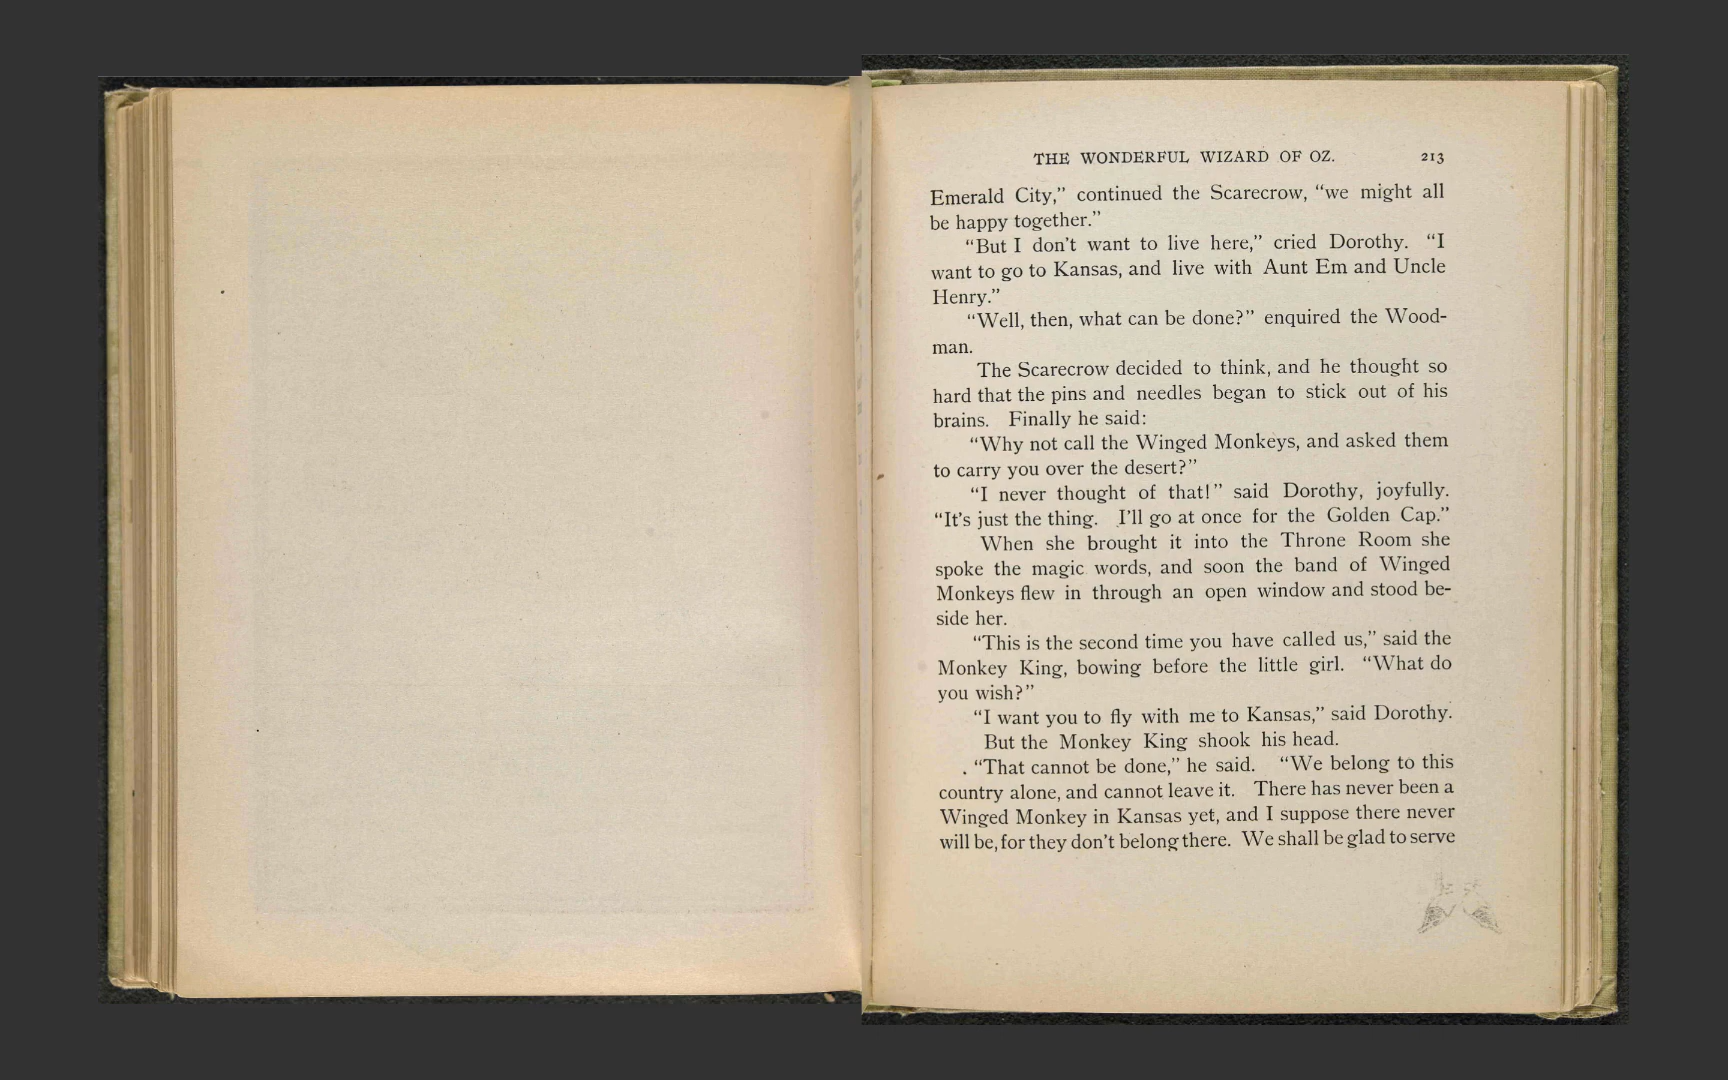 THE WONDERFUL WIZARD OF OZ. 213
Emerald City,” continued the Scarecrow, “we might all
be happy together.”
“But I don’t want to live here,” cried Dorothy. “I
want to go to Kansas, and live with Aunt Em and Uncle
Henry.”
“Well, then, what can be done?” enquired the Wood-
man.
The Scarecrow decided to think, and he thought so
hard that the pins and needles began to stick out of his
brains. Finally he said:
“Why not call the Winged Monkeys, and asked them
to carry you over the desert?”
“I never thought of that!” said Dorothy, joyfully.
“It’s just the thing. I’ll go at once for the Golden Cap.”
When she brought it into the Throne Room she
spoke the magic words, and soon the band of Winged
Monkeys flew in through an open window and stood be-
side her.
“This is the second time you have called us,” said the
Monkey King, bowing before the little girl. “What do
you wish?”
“I want you to fly with me to Kansas,” said Dorothy.
But the Monkey King shook his head.
“That cannot be done,” he said. “We belong to this
country alone, and cannot leave it. There has never been a
Winged Monkey in Kansas yet, and I suppose there never
will be, for they don’t belong there. We shall be glad to serve